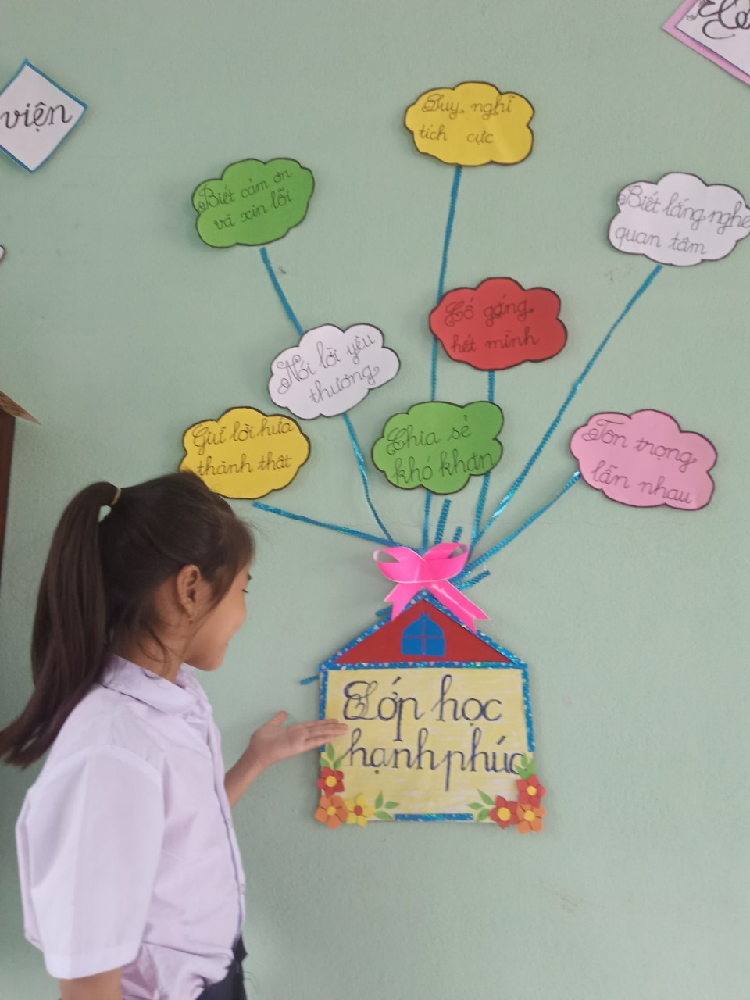 viện
Suy nghĩ
tích cực
Biết cảm ơn
và xin lỗi
Biết lắng nghe
quan tâm
Cố gắng
hết mình
Nói lời yêu
thương
Giữ lời hứa
thành thật
Chia sẻ
khó khăn
Tôn trọng
lẫn nhau
Lớp học
hạnh phúc